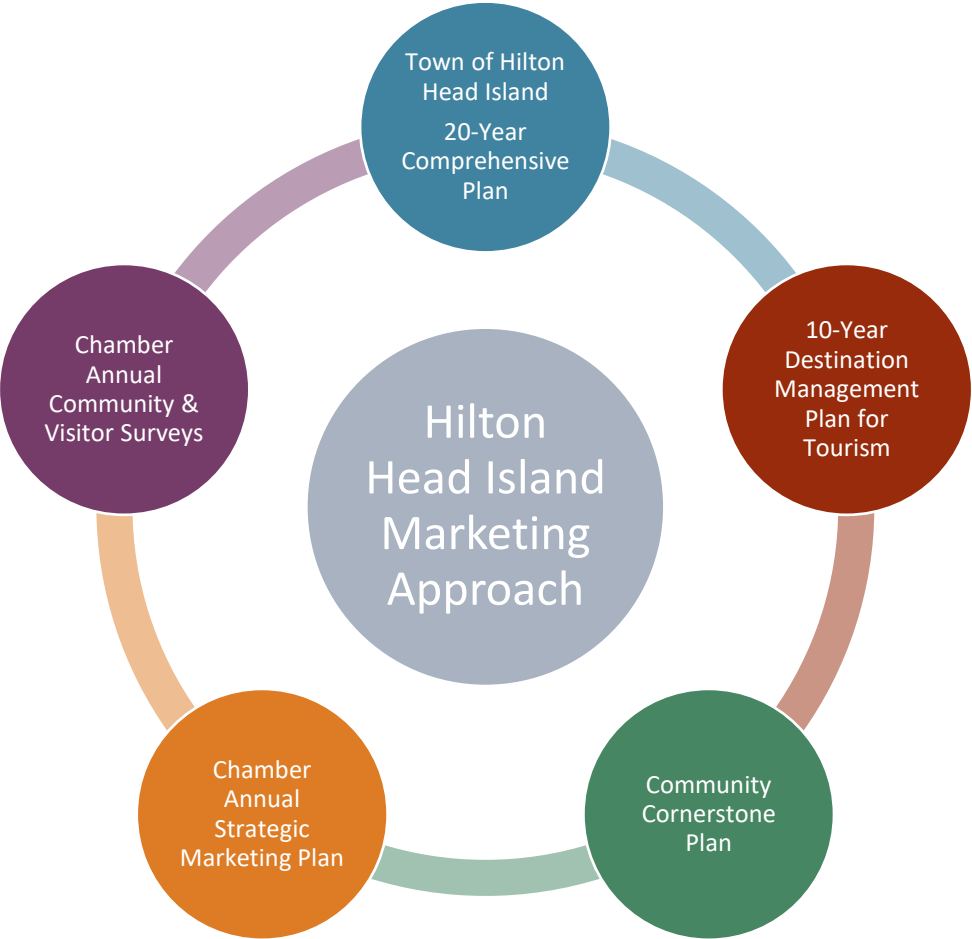 Town of Hilton
Head Island
20-Year
Comprehensive
Plan
10-Year
Destination
Management
Plan for
Tourism
Community
Cornerstone
Plan
Chamber
Annual
Strategic
Marketing Plan
Chamber
Annual
Community &
Visitor Surveys
Hilton
Head Island
Marketing
Approach